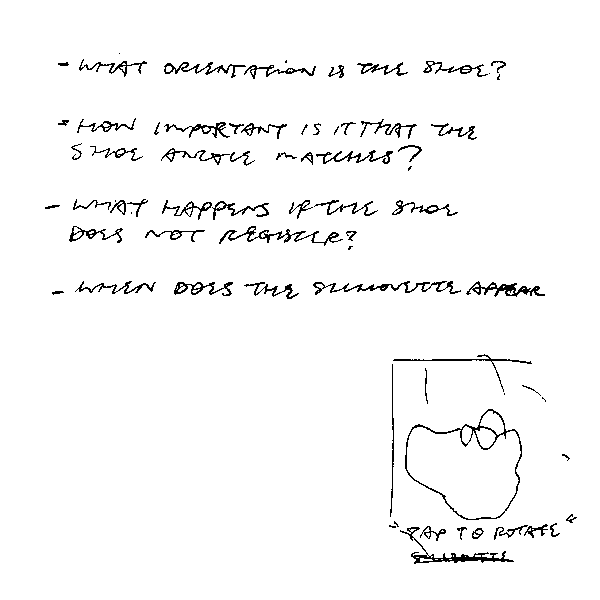 - WHAT ORIENTATION IS THE SHOE?
- HOW IMPORTANT IS IT THAT THE
SHOE ANGLE MATCHES?
- WHAT HAPPENS IF THE SHOE
DOES NOT REGISTER?
- WHEN DOES THE SILHOUETTE APPEAR
"TAP TO ROTATE"